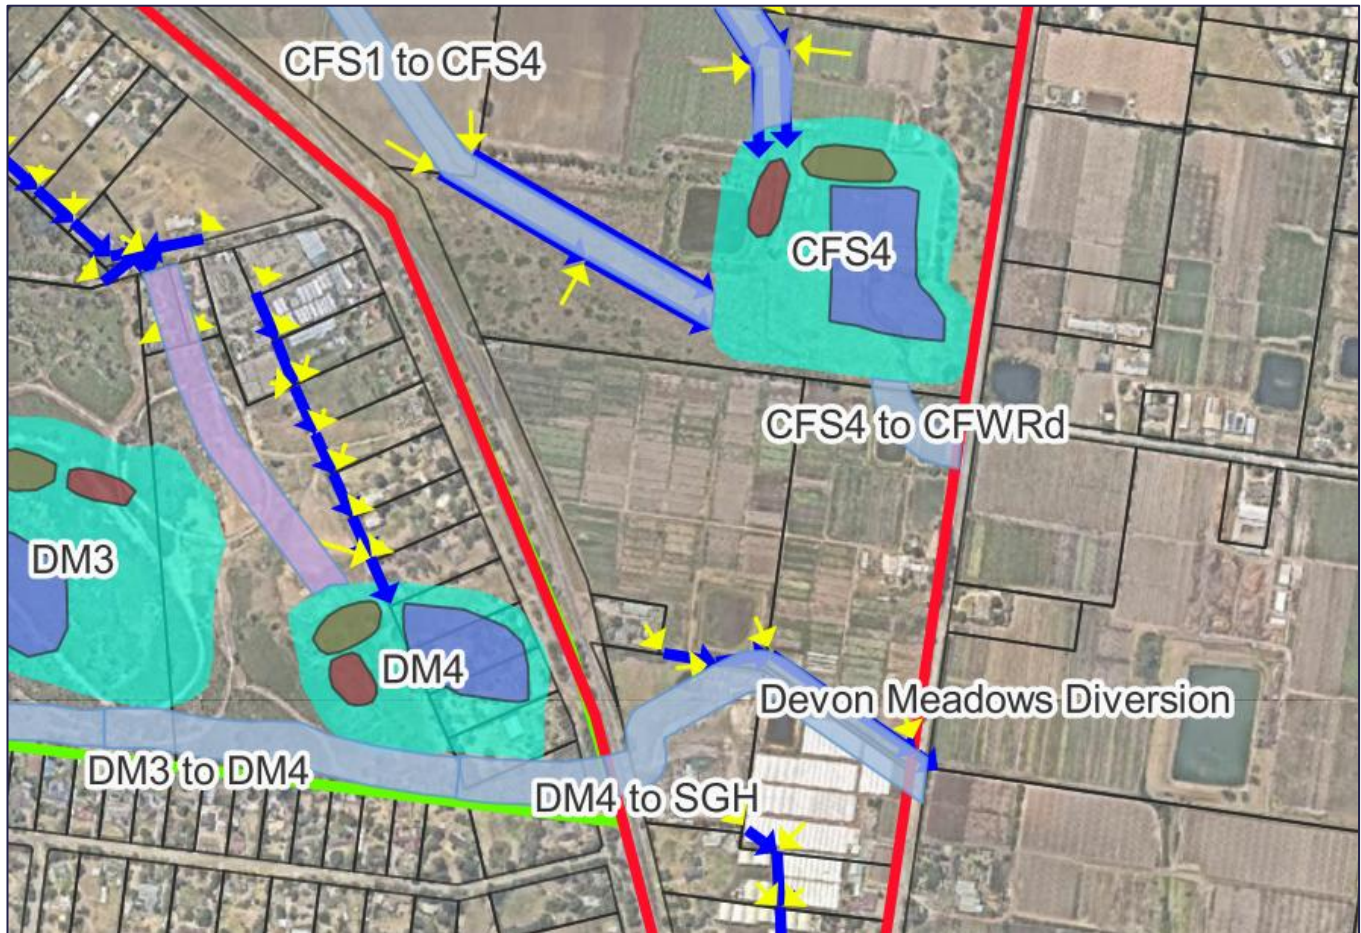 CFS1 to CFS4
CFS4
CFS4 to CFWRd
DM3
DM4
Devon Meadows Diversion
DM3 to DM4
DM4 to SGH